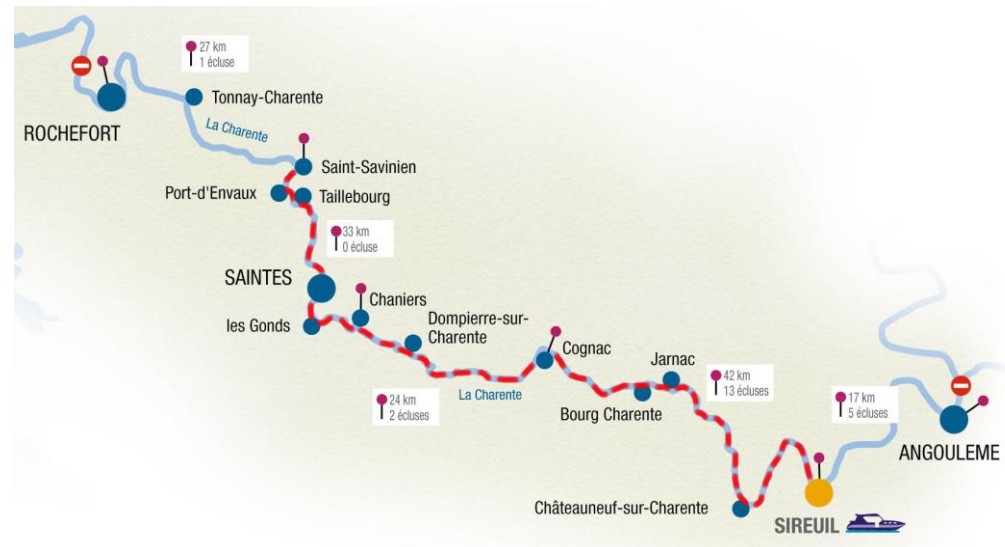 27 km
1 écluse
Tonnay-Charente
ROCHEFORT
La Charente
Saint-Savinien
Port-d'Envaux
Taillebourg
33 km
0 écluse
SAINTES
Chaniers
les Gonds
Dompierre-sur-
Charente
Cognac
Jarnac
42 km
13 écluses
17 km
5 écluses
24 km
2 écluses
La Charente
Bourg Charente
ANGOULEME
Châteauneuf-sur-Charente
SIREUIL